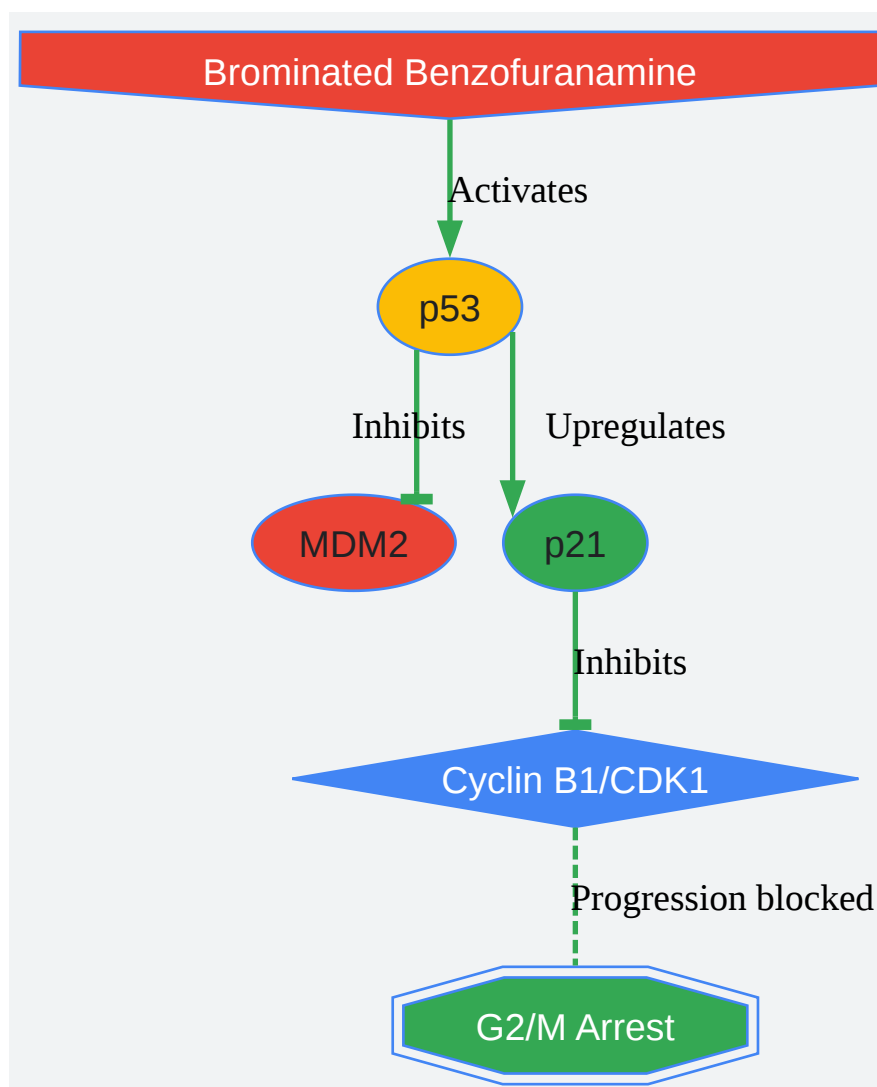 Brominated Benzofuranamine
Activates
p53
Inhibits
Upregulates
MDM2
p21
Inhibits
Cyclin B1/CDK1
Progression blocked
G2/M Arrest